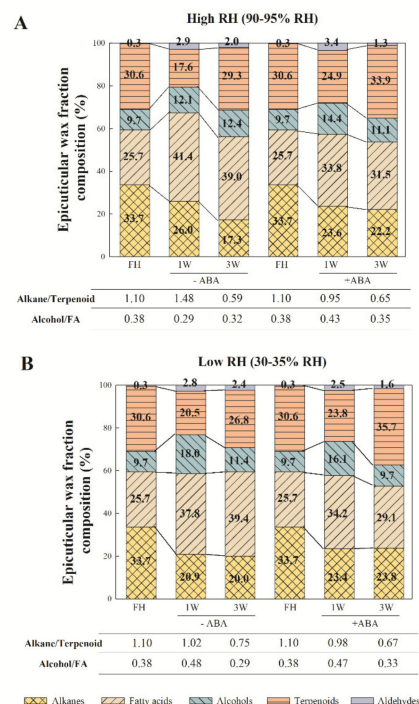 A
High RH (90-95% RH)
Epicuticular wax fraction
composition (%)
100
80
60
40
20
0
0.3 2.9 2.0 0.3 3.4 1.3
30.6 17.6 29.3 30.6 24.9 33.9
9.7 12.1 12.4 9.7 14.4 11.1
25.7 41.4 39.0 25.7 33.8 31.5
33.7 26.0 17.3 33.7 23.6 22.2
FH 1W 3W FH 1W 3W
- ABA +ABA
Alkane/Terpenoid 1.10 1.48 0.59 1.10 0.95 0.65
Alcohol/FA 0.38 0.29 0.32 0.38 0.43 0.35
B
Low RH (30-35% RH)
Epicuticular wax fraction
composition (%)
100
80
60
40
20
0
0.3 2.8 2.4 0.3 2.5 1.6
30.6 20.5 26.8 30.6 23.8 35.7
9.7 18.0 11.4 9.7 16.1 9.7
25.7 37.8 39.4 25.7 34.2 29.1
33.7 20.9 20.0 33.7 23.4 23.8
FH 1W 3W FH 1W 3W
- ABA +ABA
Alkane/Terpenoid 1.10 1.02 0.75 1.10 0.98 0.67
Alcohol/FA 0.38 0.48 0.29 0.38 0.47 0.33
Alkanes Fatty acids Alcohols Terpenoids Aldehydes